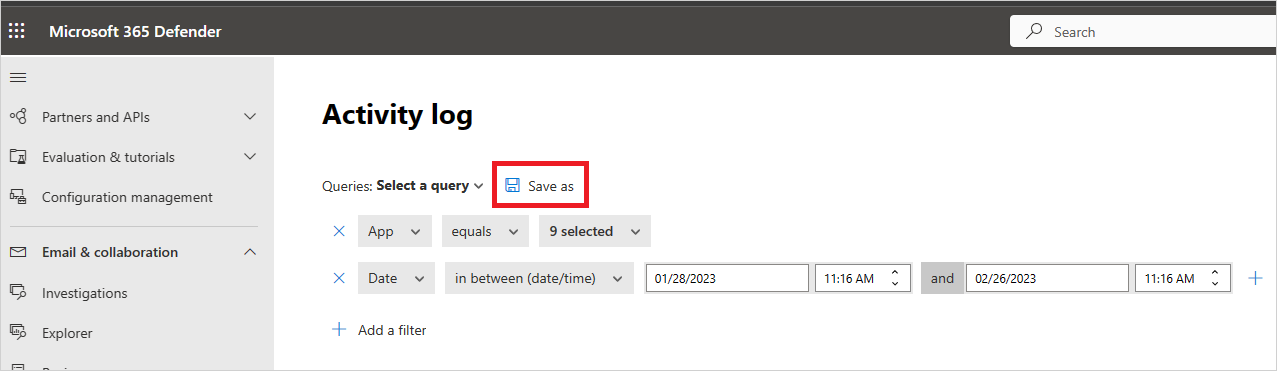 Microsoft 365 Defender
Search
Partners and APIs
Evaluation & tutorials
Configuration management
Email & collaboration
Investigations
Explorer
Activity log
Queries: Select a query Save as
App equals 9 selected
Date in between (date/time) 01/28/2023 11:16 AM and 02/26/2023 11:16 AM
Add a filter